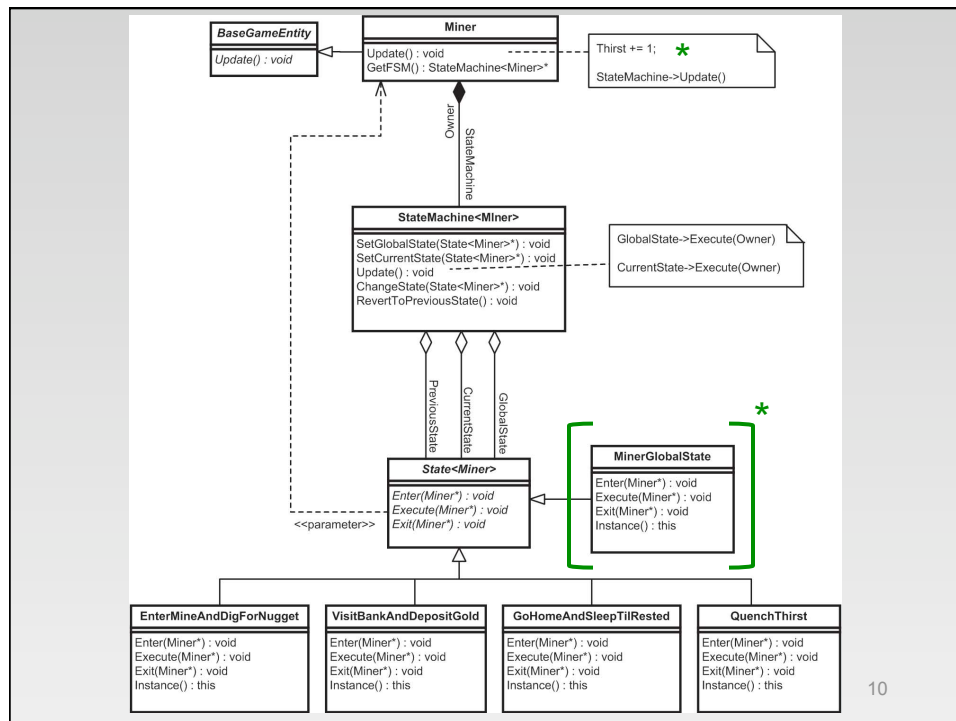 BaseGameEntity
Update() : void
Miner
Update() : void
GetFSM() : StateMachine<Miner>*
Thirst += 1; *
StateMachine->Update()
Owner
StateMachine
StateMachine<MIner>
SetGlobalState(State<Miner>*) : void
SetCurrentState(State<Miner>*) : void
Update() : void
ChangeState(State<Miner>*) : void
RevertToPreviousState() : void
GlobalState->Execute(Owner)
CurrentState->Execute(Owner)
PreviousState
CurrentState
GlobalState
*
State<Miner>
Enter(Miner*) : void
Execute(Miner*) : void
Exit(Miner*) : void
<<parameter>>
MinerGlobalState
Enter(Miner*) : void
Execute(Miner*) : void
Exit(Miner*) : void
Instance() : this
EnterMineAndDigForNugget
Enter(Miner*) : void
Execute(Miner*) : void
Exit(Miner*) : void
Instance() : this
VisitBankAndDepositGold
Enter(Miner*) : void
Execute(Miner*) : void
Exit(Miner*) : void
Instance() : this
GoHomeAndSleepTilRested
Enter(Miner*) : void
Execute(Miner*) : void
Exit(Miner*) : void
Instance() : this
QuenchThirst
Enter(Miner*) : void
Execute(Miner*) : void
Exit(Miner*) : void
Instance() : this
10